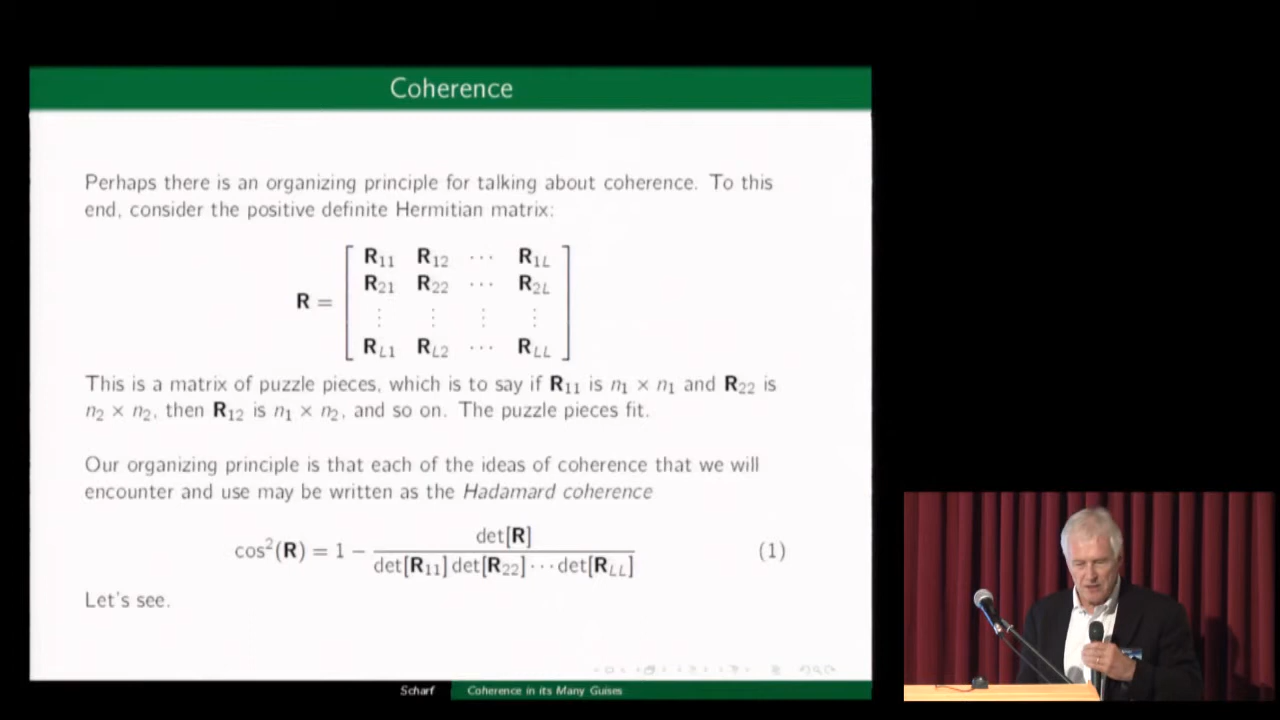 Coherence
Perhaps there is an organizing principle for talking about coherence. To this
end, consider the positive definite Hermitian matrix:
R = [ R₁₁ R₁₂ ⋯ R₁L
R₂₁ R₂₂ ⋯ R₂L
⋮ ⋮ ⋮ ⋮
RL₁ RL₂ ⋯ RLL ]
This is a matrix of puzzle pieces, which is to say if R₁₁ is n₁ × n₁ and R₂₂ is
n₂ × n₂, then R₁₂ is n₁ × n₂, and so on. The puzzle pieces fit.
Our organizing principle is that each of the ideas of coherence that we will
encounter and use may be written as the Hadamard coherence
cos²(R) = 1 − det[R] / det[R₁₁] det[R₂₂] ⋯ det[RLL] (1)
Let's see.
Scharf Coherence in its Many Guises